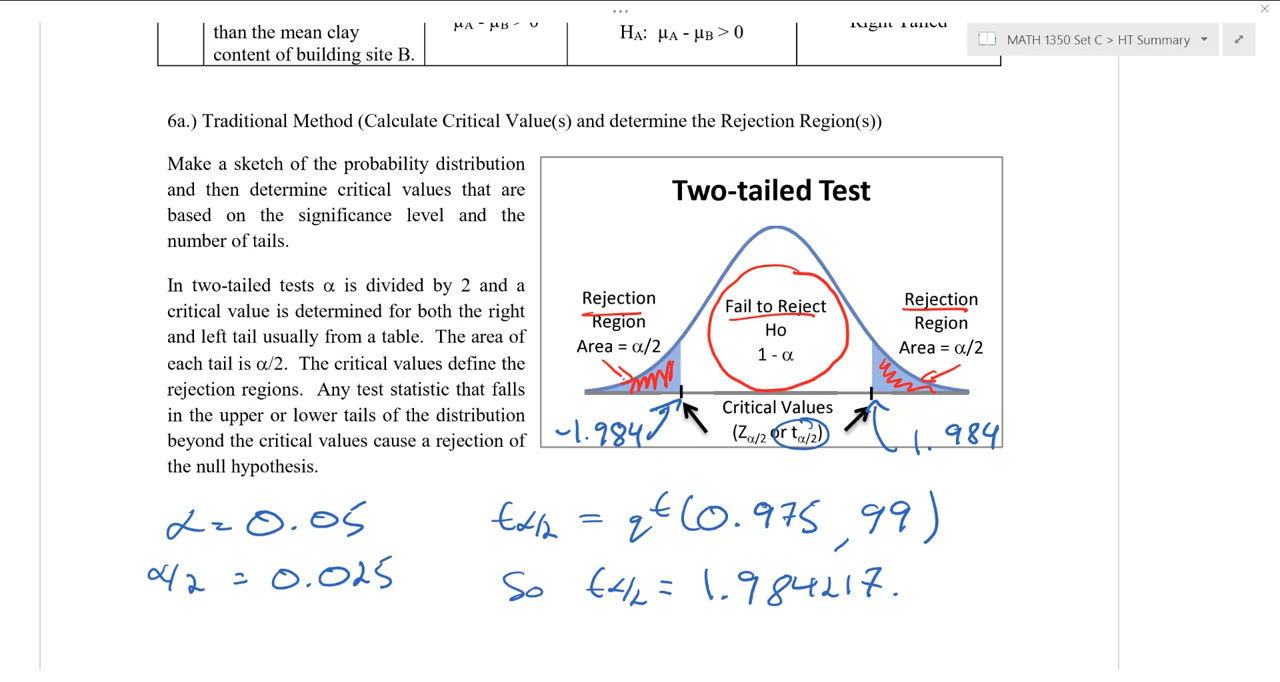 than the mean clay
content of building site B.
μA - μB > 0
HA: μA - μB > 0
Right Tailed
MATH 1350 Set C > HT Summary
6a.) Traditional Method (Calculate Critical Value(s) and determine the Rejection Region(s))
Make a sketch of the probability distribution
and then determine critical values that are
based on the significance level and the
number of tails.
In two-tailed tests α is divided by 2 and a
critical value is determined for both the right
and left tail usually from a table. The area of
each tail is α/2. The critical values define the
rejection regions. Any test statistic that falls
in the upper or lower tails of the distribution
beyond the critical values cause a rejection of
the null hypothesis.
Two-tailed Test
Rejection
Region
Area = α/2
Fail to Reject
Ho
1 - α
Rejection
Region
Area = α/2
Critical Values
(Zα/2 or tα/2)
-1.984
1.984
α = 0.05
α/2 = 0.025
tα/2 = qt(0.975, 99)
So tα/2 = 1.984217.